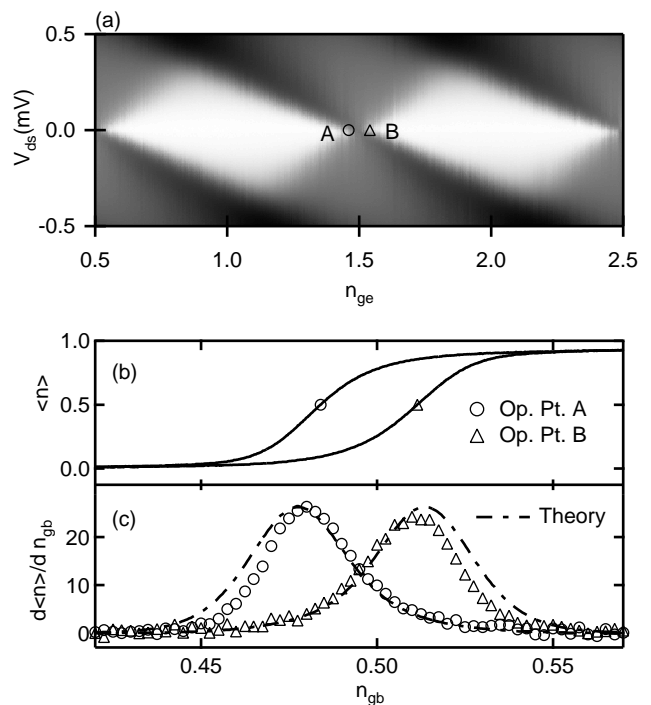 (a)
0.5
0.0
-0.5
V_ds(mV)
A ○ △ B
0.5 1.0 1.5 2.0 2.5
n_ge
(b)
1.0
0.5
0.0
<n>
○ Op. Pt. A
△ Op. Pt. B
(c)
20
10
0
d<n>/d n_gb
Theory
0.45 0.50 0.55
n_gb